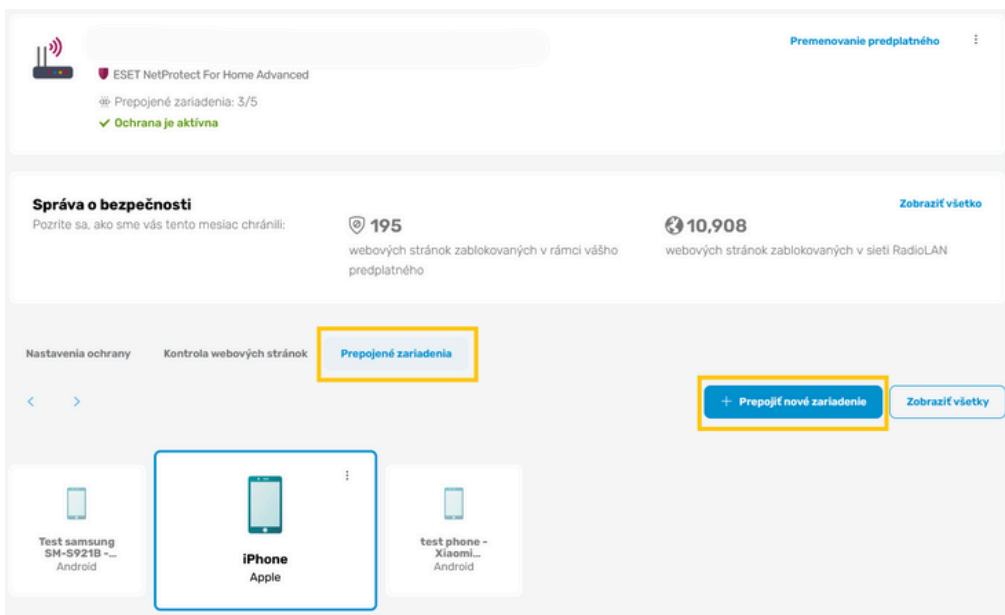 Premenovanie predplatného
ESET NetProtect For Home Advanced
Prepojené zariadenia: 3/5
Ochrana je aktívna
Správa o bezpečnosti
Pozrite sa, ako sme vás tento mesiac chránili:
195
webových stránok zablokovaných v rámci vášho
predplatného
Zobraziť všetko
10,908
webových stránok zablokovaných v sieti RadioLAN
Nastavenia ochrany
Kontrola webových stránok
Prepojené zariadenia
+ Prepojiť nové zariadenie
Zobraziť všetky
Test samsung
SM-S921B -...
Android
iPhone
Apple
test phone -
Xiaomi...
Android